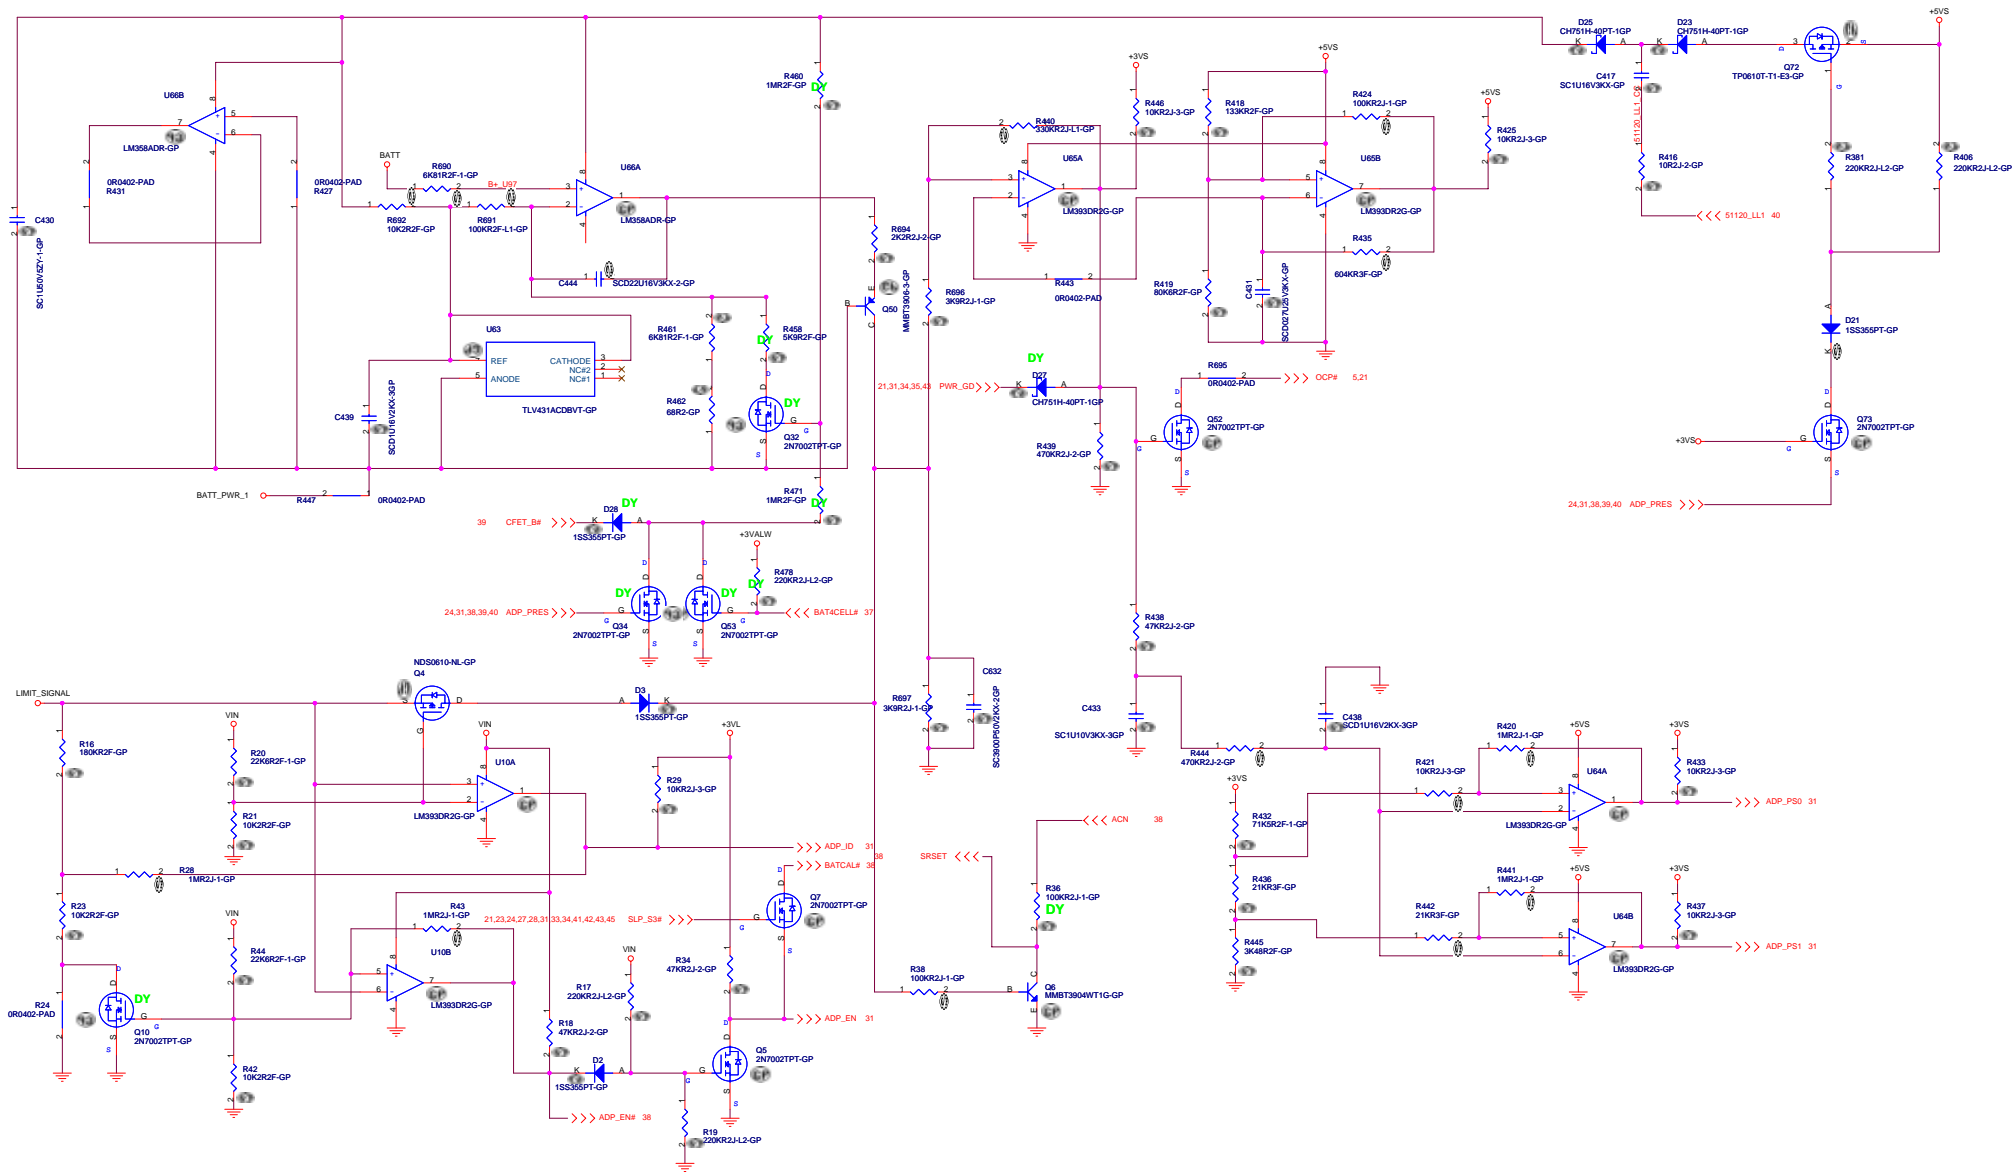 D25
CH751H-40PT-1GP
D23
CH751H-40PT-1GP
+5VS
Q72
TP0610T-T1-E3-GP
C417
SC1U16V3KX-GP
51120_LL1_C
R416
10R2J-2-GP
51120_LL1 40
R381
220KR2J-L2-GP
R406
220KR2J-L2-GP
D21
1SS355PT-GP
Q73
2N7002TPT-GP
+3VS
24,31,38,39,40 ADP_PRES
U66B
LM358ADR-GP
0R0402-PAD
R431
0R0402-PAD
R427
C430
SC1U50V5ZY-1-GP
BATT
R690
6K81R2F-1-GP
B+_U97
R692
10K2R2F-GP
R691
100KR2F-L1-GP
U66A
LM358ADR-GP
C444
SCD22U16V3KX-2-GP
R460
1MR2F-GP
DY
R694
2K2R2J-2-GP
Q50
MMBT3906-3-GP
U63
REF
ANODE
CATHODE
NC#2
NC#1
TLV431ACDBVT-GP
C439
SCD1U16V2KX-3GP
R461
6K81R2F-1-GP
R458
5K9R2F-GP
DY
R462
68R2-GP
DY
Q32
2N7002TPT-GP
BATT_PWR_1
R447
0R0402-PAD
R471
1MR2F-GP
DY
39 CFET_B#
D28
DY
1SS355PT-GP
+3VALW
R478
220KR2J-L2-GP
DY
24,31,38,39,40 ADP_PRES
DY
Q34
2N7002TPT-GP
DY
Q53
2N7002TPT-GP
BAT4CELL# 37
+3VS
R446
10KR2J-3-GP
R440
330KR2J-L1-GP
U65A
LM393DR2G-GP
R443
0R0402-PAD
R696
3K9R2J-1-GP
R418
133KR2F-GP
+5VS
R424
100KR2J-1-GP
U65B
LM393DR2G-GP
+5VS
R425
10KR2J-3-GP
R435
604KR3F-GP
R419
80K6R2F-GP
C431
SCD027U25V3KX-GP
21,31,34,35,43 PWR_GD
DY
D27
CH751H-40PT-1GP
R695
0R0402-PAD
OCP# 5,21
Q52
2N7002TPT-GP
R439
470KR2J-2-GP
R438
47KR2J-2-GP
C433
SC1U10V3KX-3GP
R697
3K9R2J-1-GP
C632
SC3900P50V2KX-2GP
R444
470KR2J-2-GP
C438
SCD1U16V2KX-3GP
+3VS
R432
71K5R2F-1-GP
R436
21KR3F-GP
R445
3K48R2F-GP
R420
1MR2J-1-GP
R421
10KR2J-3-GP
+5VS
U64A
LM393DR2G-GP
+3VS
R433
10KR2J-3-GP
ADP_PS0 31
R441
1MR2J-1-GP
R442
21KR3F-GP
+5VS
U64B
LM393DR2G-GP
+3VS
R437
10KR2J-3-GP
ADP_PS1 31
LIMIT_SIGNAL
NDS0610-NL-GP
Q4
D3
1SS355PT-GP
R16
180KR2F-GP
VIN
R20
22K6R2F-1-GP
R21
10K2R2F-GP
VIN
U10A
LM393DR2G-GP
R28
1MR2J-1-GP
R23
10K2R2F-GP
R24
0R0402-PAD
DY
Q10
2N7002TPT-GP
VIN
R44
22K6R2F-1-GP
R42
10K2R2F-GP
R43
1MR2J-1-GP
U10B
LM393DR2G-GP
+3VL
R29
10KR2J-3-GP
ADP_ID 31
38
BATCAL# 38
Q7
2N7002TPT-GP
21,23,24,27,28,31,33,34,41,42,43,45 SLP_S3#
VIN
R17
220KR2J-L2-GP
R34
47KR2J-2-GP
R18
47KR2J-2-GP
D2
1SS355PT-GP
ADP_EN 31
Q5
2N7002TPT-GP
R19
220KR2J-L2-GP
ADP_EN# 38
ACN 38
SRSET
R36
100KR2J-1-GP
DY
R38
100KR2J-1-GP
Q6
MMBT3904WT1G-GP